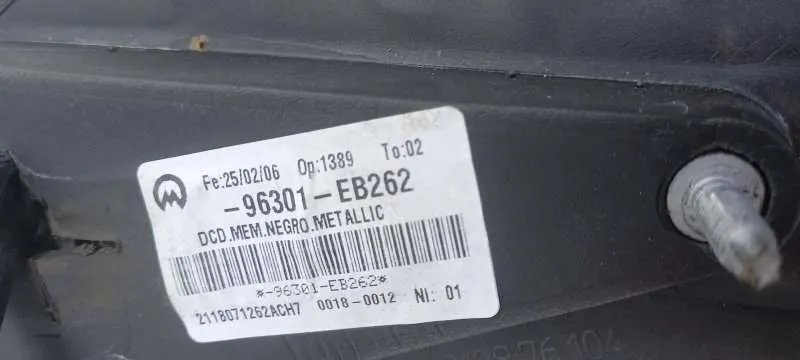 Fe:25/02/06 Op:1389 To:02
-96301-EB262
DCD.MEM.NEGRO.METALLIC
*-96301-EB262*
2118071262ACH7 0018-0012 NI: 01